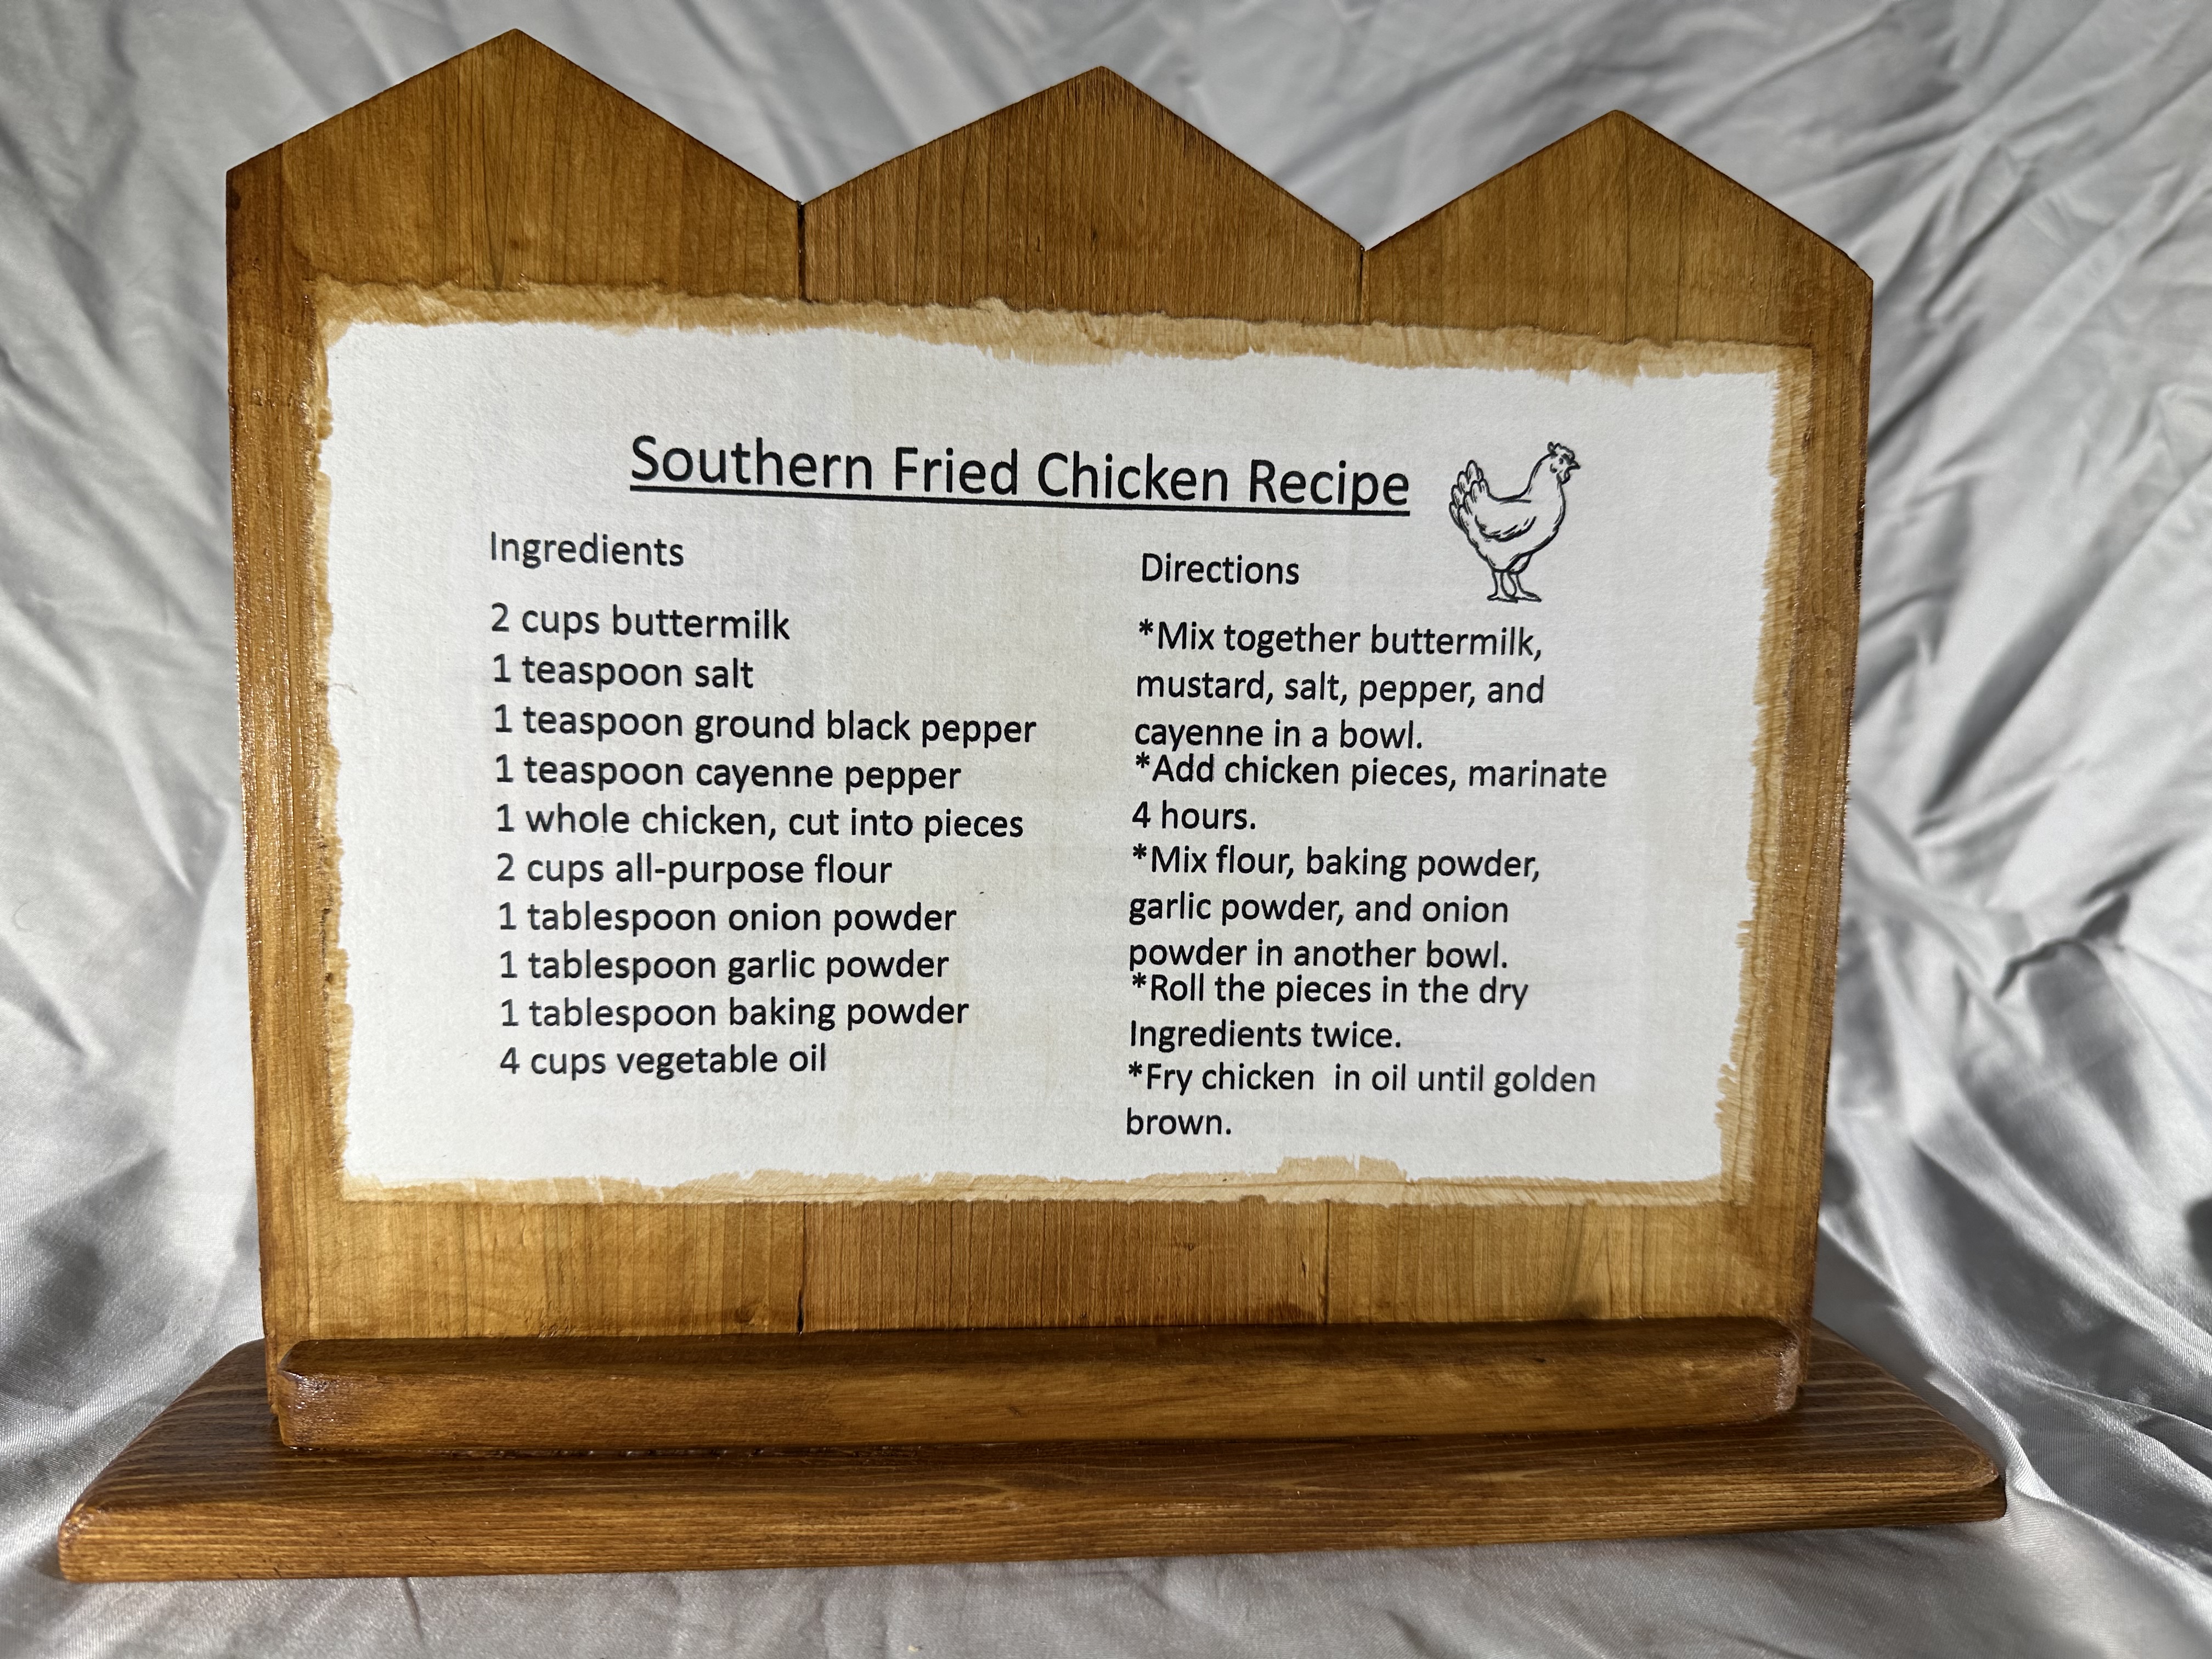 Southern Fried Chicken Recipe
Ingredients
2 cups buttermilk
1 teaspoon salt
1 teaspoon ground black pepper
1 teaspoon cayenne pepper
1 whole chicken, cut into pieces
2 cups all-purpose flour
1 tablespoon onion powder
1 tablespoon garlic powder
1 tablespoon baking powder
4 cups vegetable oil
Directions
*Mix together buttermilk,
mustard, salt, pepper, and
cayenne in a bowl.
*Add chicken pieces, marinate
4 hours.
*Mix flour, baking powder,
garlic powder, and onion
powder in another bowl.
*Roll the pieces in the dry
Ingredients twice.
*Fry chicken in oil until golden
brown.